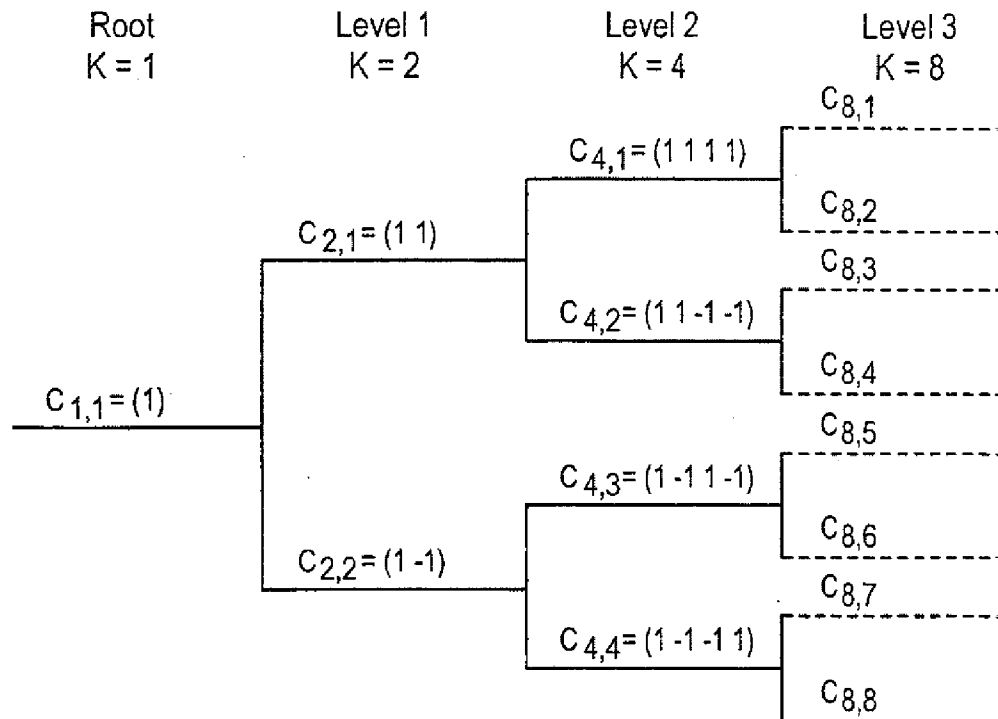 Root Level 1 Level 2 Level 3
K = 1 K = 2 K = 4 K = 8
C8,1
C4,1 = (1 1 1 1)
C8,2
C2,1 = (1 1)
C8,3
C4,2 = (1 1 -1 -1)
C8,4
C1,1 = (1)
C8,5
C4,3 = (1 -1 1 -1)
C8,6
C2,2 = (1 -1)
C8,7
C4,4 = (1 -1 -1 1)
C8,8